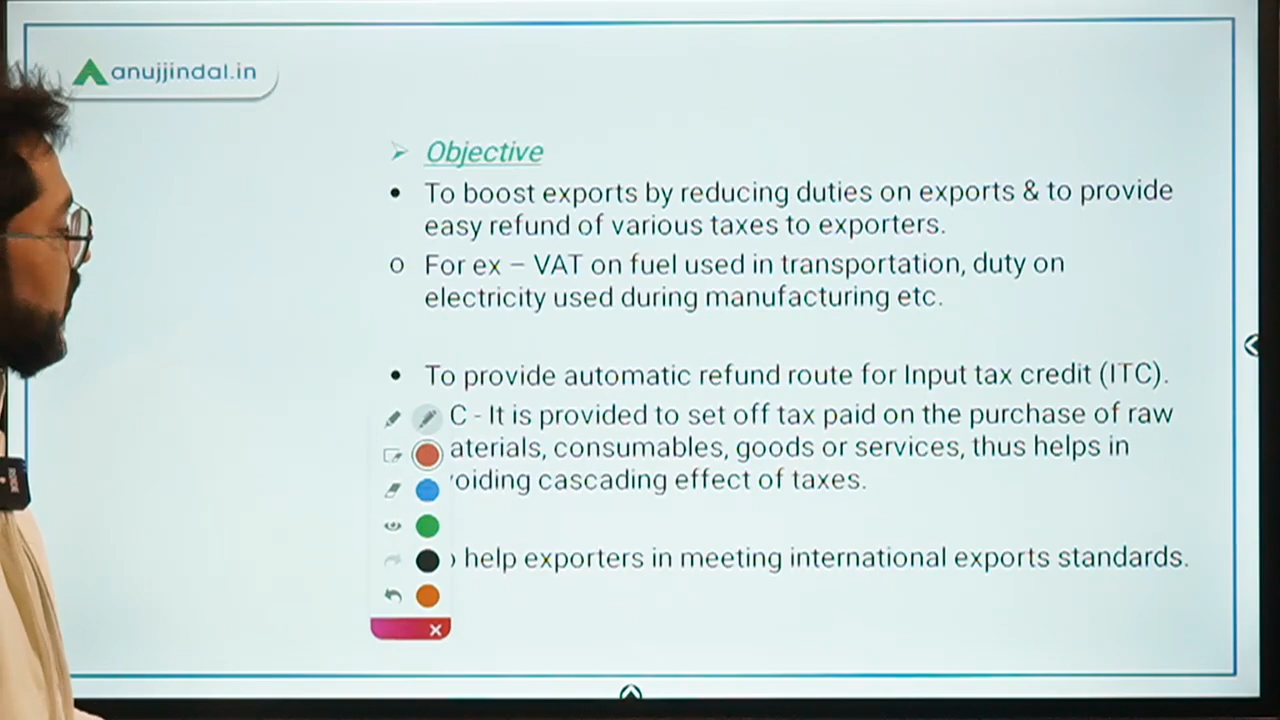 anujjindal.in
Objective
To boost exports by reducing duties on exports & to provide
easy refund of various taxes to exporters.
For ex – VAT on fuel used in transportation, duty on
electricity used during manufacturing etc.
To provide automatic refund route for Input tax credit (ITC).
C - It is provided to set off tax paid on the purchase of raw
aterials, consumables, goods or services, thus helps in
oiding cascading effect of taxes.
help exporters in meeting international exports standards.